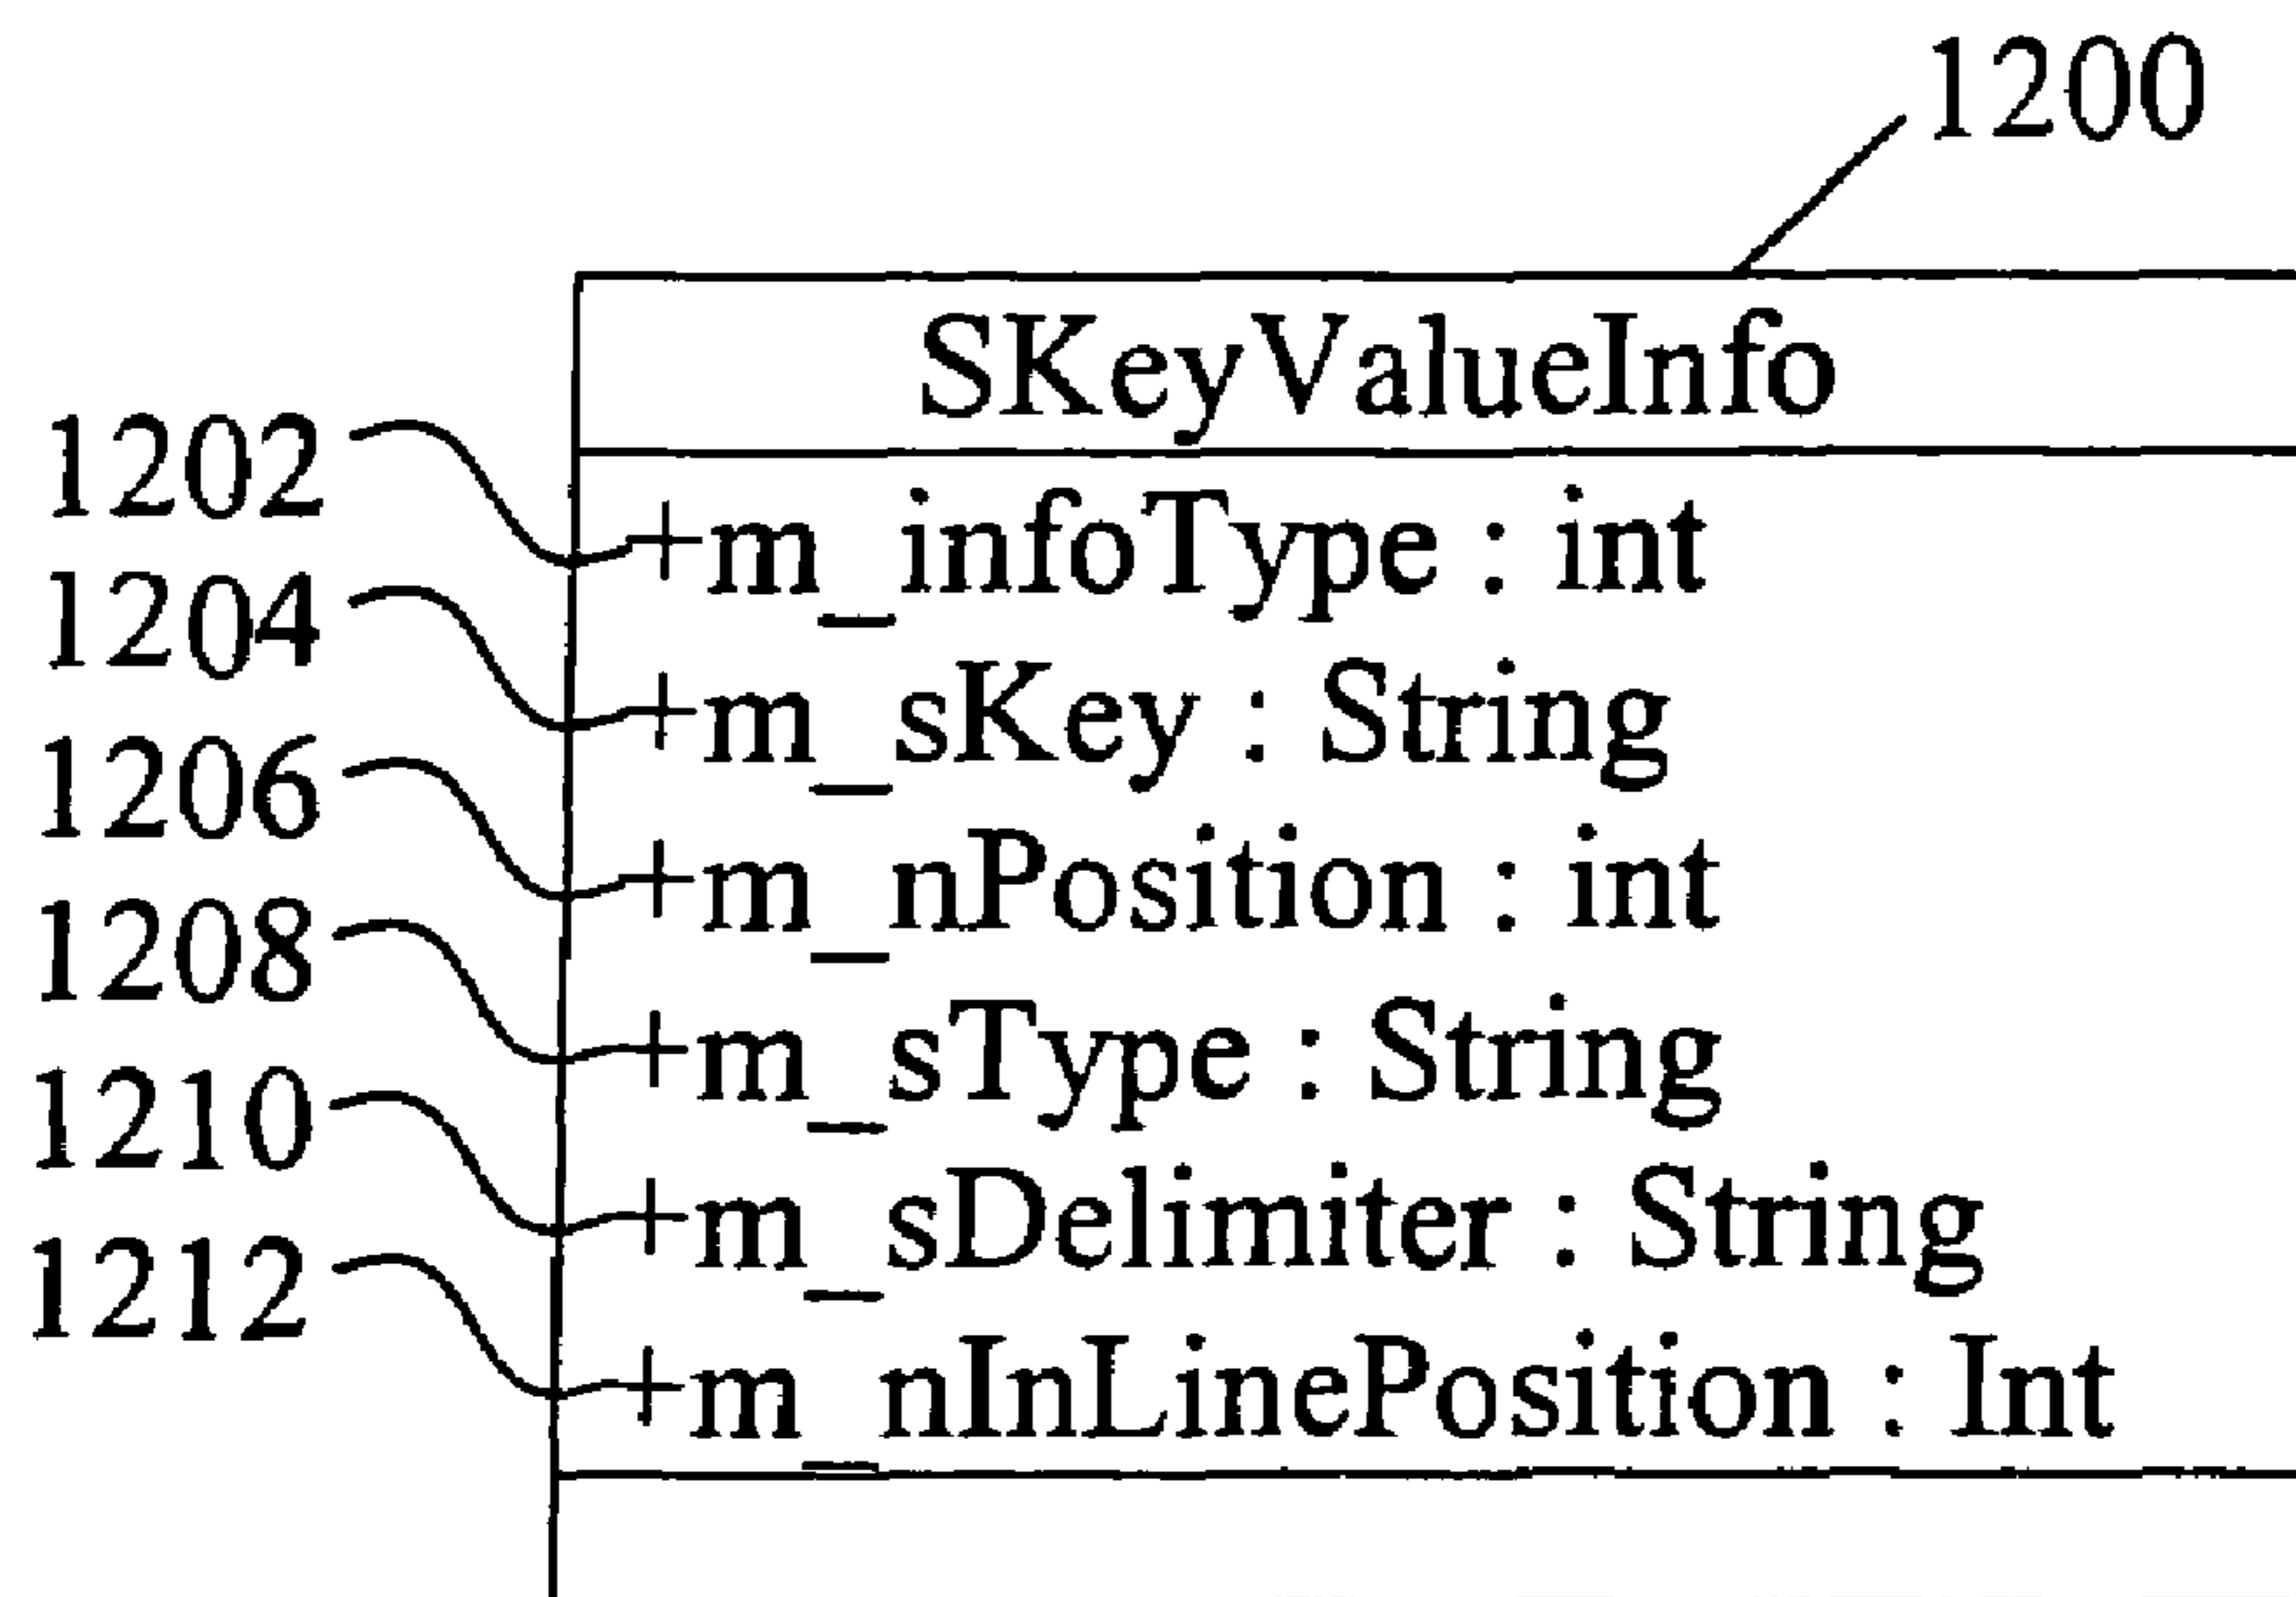 1200
SKeyValueInfo
1202 +m_infoType : int
1204 +m_sKey : String
1206 +m_nPosition : int
1208 +m_sType : String
1210 +m_sDelimiter : String
1212 +m_nInLinePosition : Int